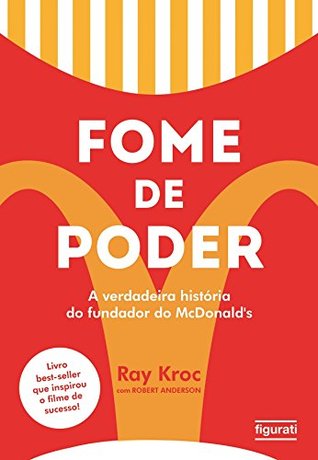 FOME
DE
PODER
A verdadeira história
do fundador do McDonald's
Livro
best-seller
que inspirou
o filme de
sucesso!
Ray Kroc
com ROBERT ANDERSON
figurati